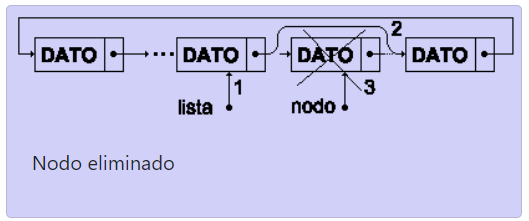 2
DATO ... DATO DATO DATO
1 3
lista nodo
Nodo eliminado